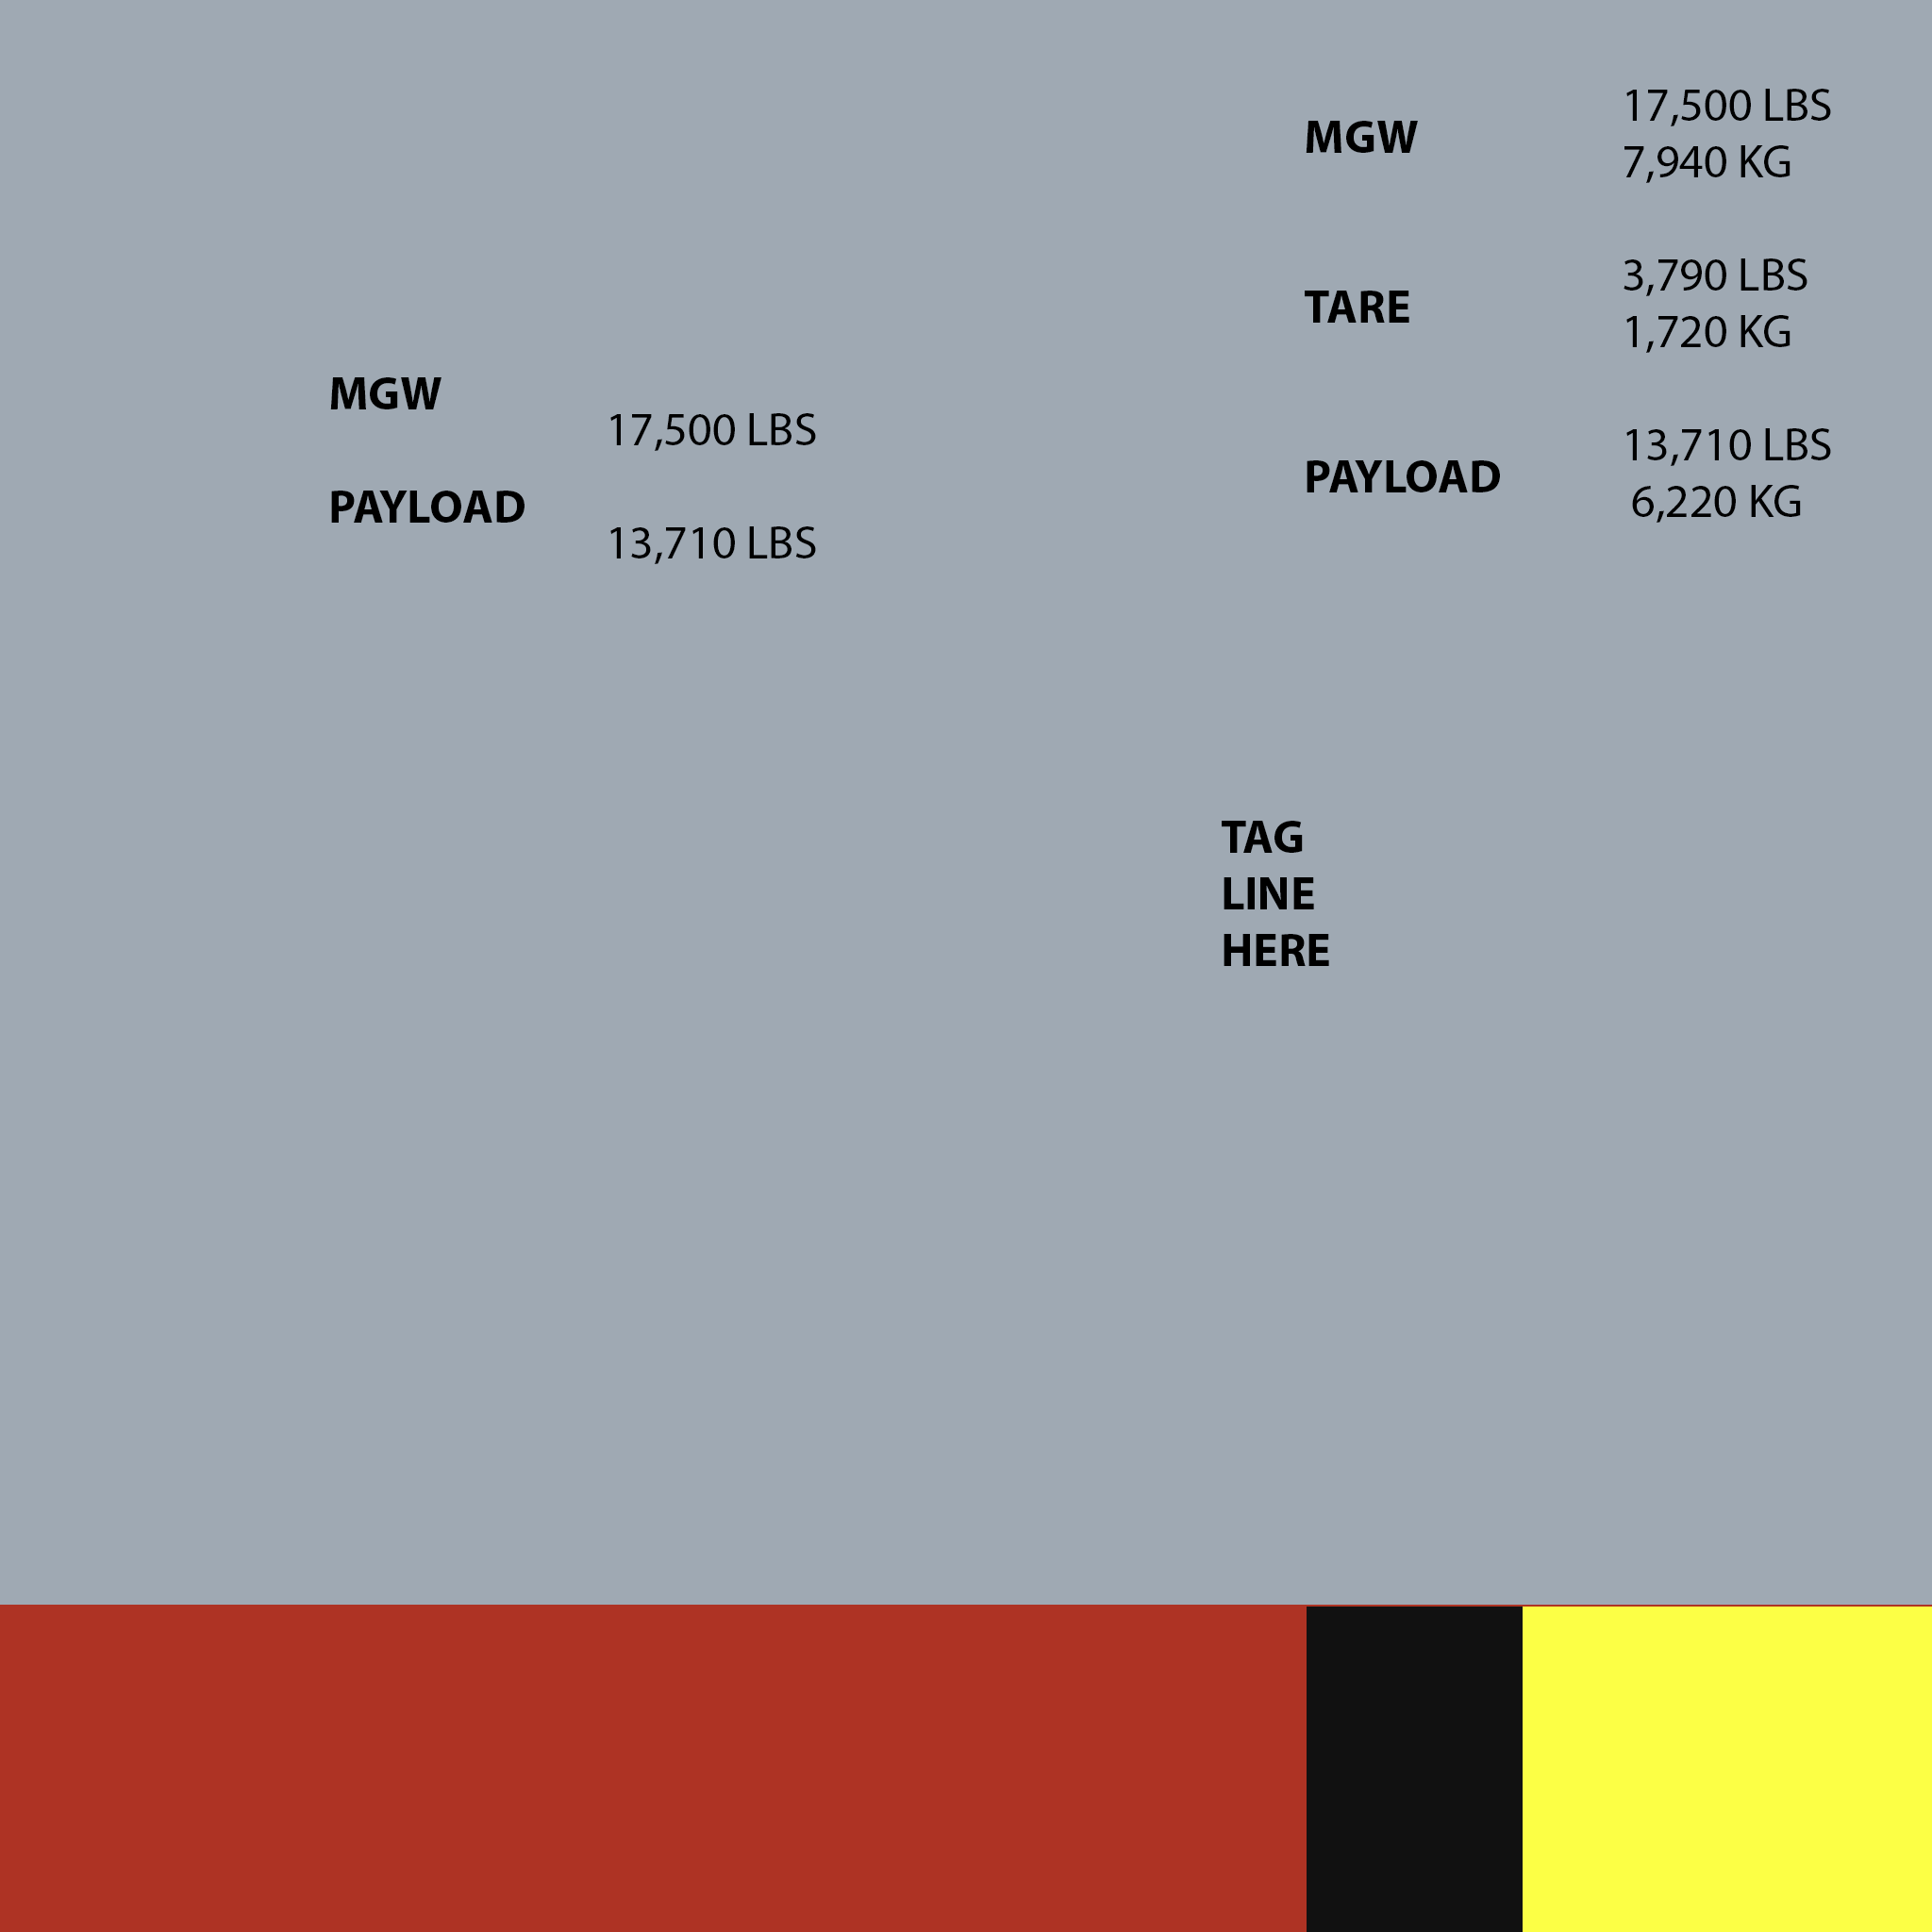 MGW
17,500 LBS
PAYLOAD
13,710 LBS
MGW
17,500 LBS
7,940 KG
TARE
3,790 LBS
1,720 KG
PAYLOAD
13,710 LBS
6,220 KG
TAG
LINE
HERE